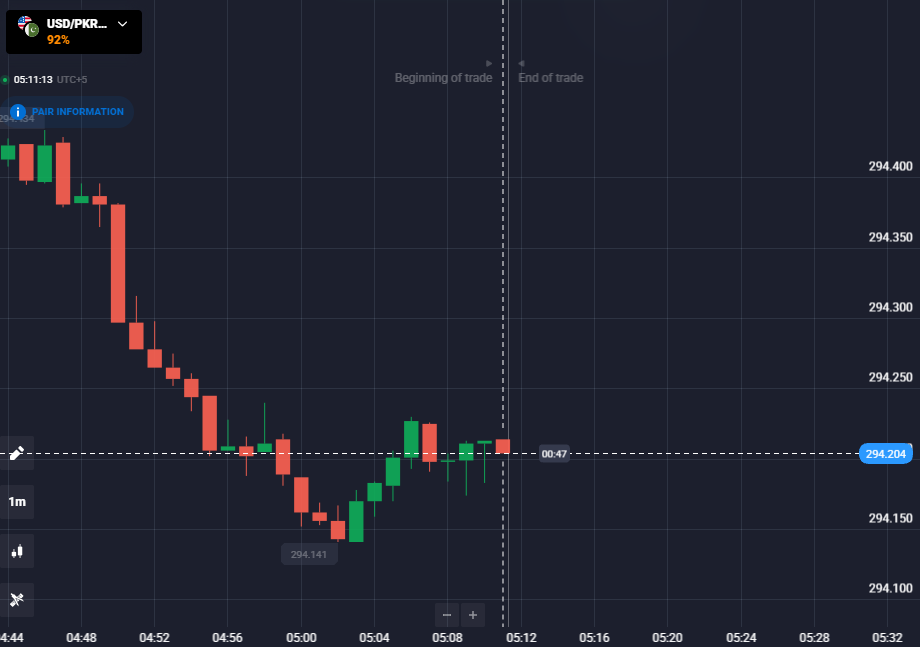 USD/PKR...
92%
05:11:13 UTC+5
PAIR INFORMATION
Beginning of trade
End of trade
294.400
294.350
294.300
294.250
00:47
294.204
1m
294.150
294.141
294.100
− +
4:44 04:48 04:52 04:56 05:00 05:04 05:08 05:12 05:16 05:20 05:24 05:28 05:32